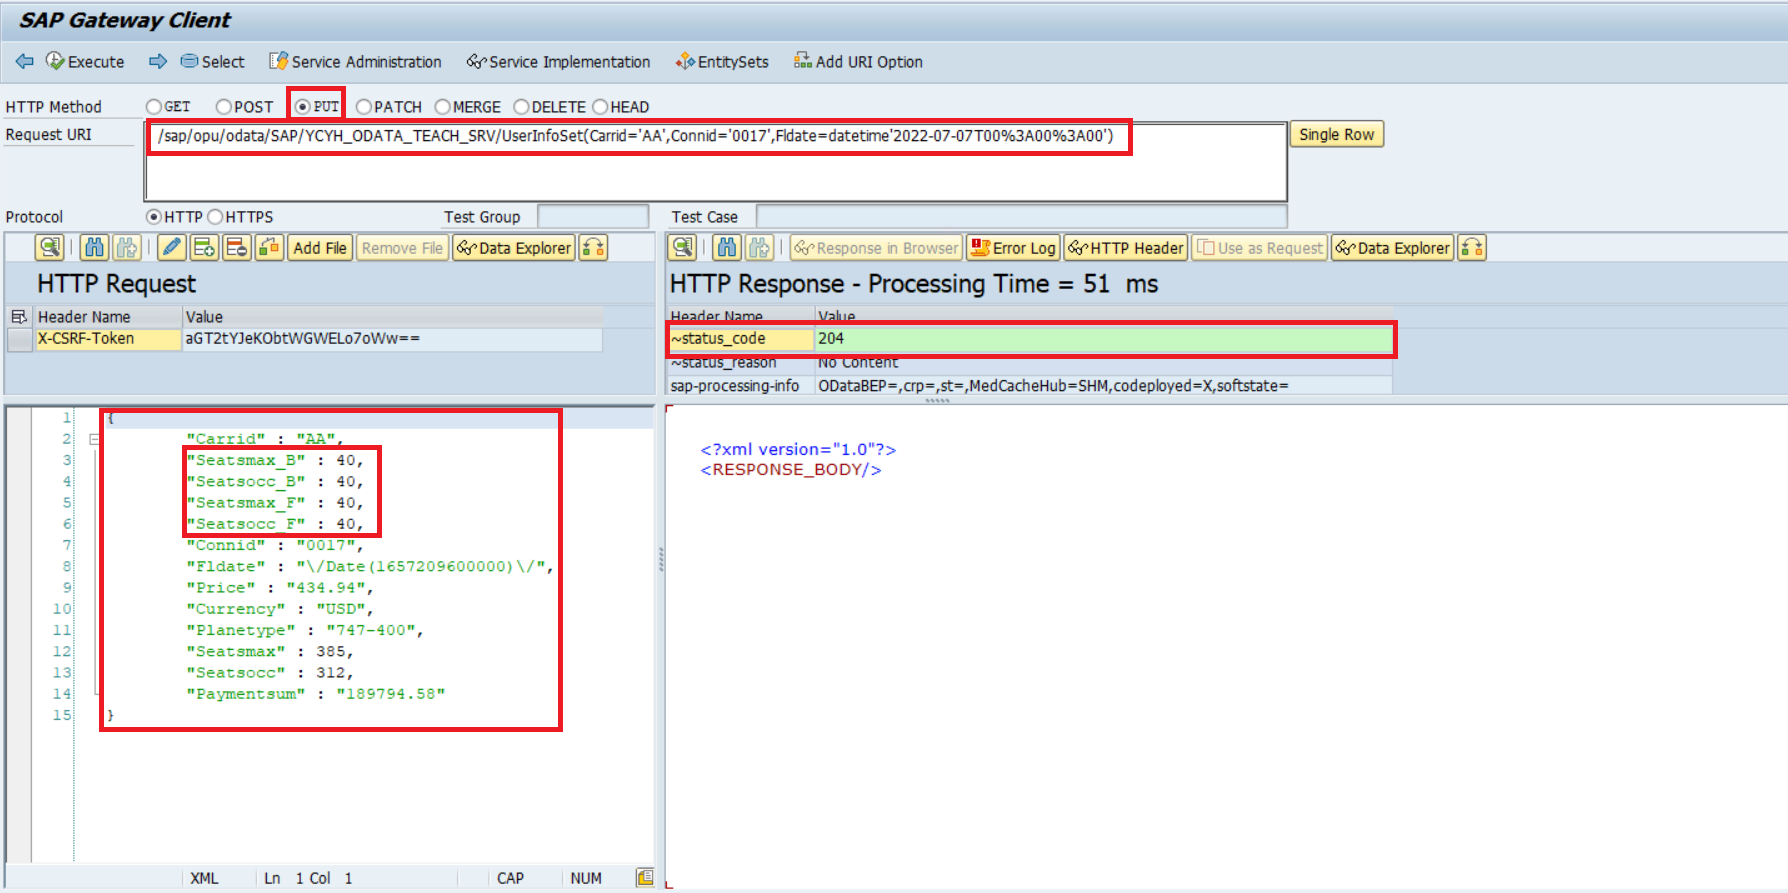 SAP Gateway Client
Execute Select Service Administration Service Implementation EntitySets Add URI Option
HTTP Method GET POST PUT PATCH MERGE DELETE HEAD
Request URI /sap/opu/odata/SAP/YCYH_ODATA_TEACH_SRV/UserInfoSet(Carrid='AA',Connid='0017',Fldate=datetime'2022-07-07T00%3A00%3A00') Single Row
Protocol HTTP HTTPS Test Group Test Case
Add File Remove File Data Explorer
HTTP Request
Header Name Value
X-CSRF-Token aGT2tYJeKObtWGWELo7oWw==
1 {
2 "Carrid" : "AA",
3 "Seatsmax_B" : 40,
4 "Seatsocc_B" : 40,
5 "Seatsmax_F" : 40,
6 "Seatsocc_F" : 40,
7 "Connid" : "0017",
8 "Fldate" : "\/Date(1657209600000)\/",
9 "Price" : "434.94",
10 "Currency" : "USD",
11 "Planetype" : "747-400",
12 "Seatsmax" : 385,
13 "Seatsocc" : 312,
14 "Paymentsum" : "189794.58"
15 }
XML Ln 1 Col 1 CAP NUM
Response in Browser Error Log HTTP Header Use as Request Data Explorer
HTTP Response - Processing Time = 51 ms
Header Name Value
~status_code 204
~status_reason No Content
sap-processing-info ODataBEP=,crp=,st=,MedCacheHub=SHM,codeployed=X,softstate=
<?xml version="1.0"?>
<RESPONSE_BODY/>